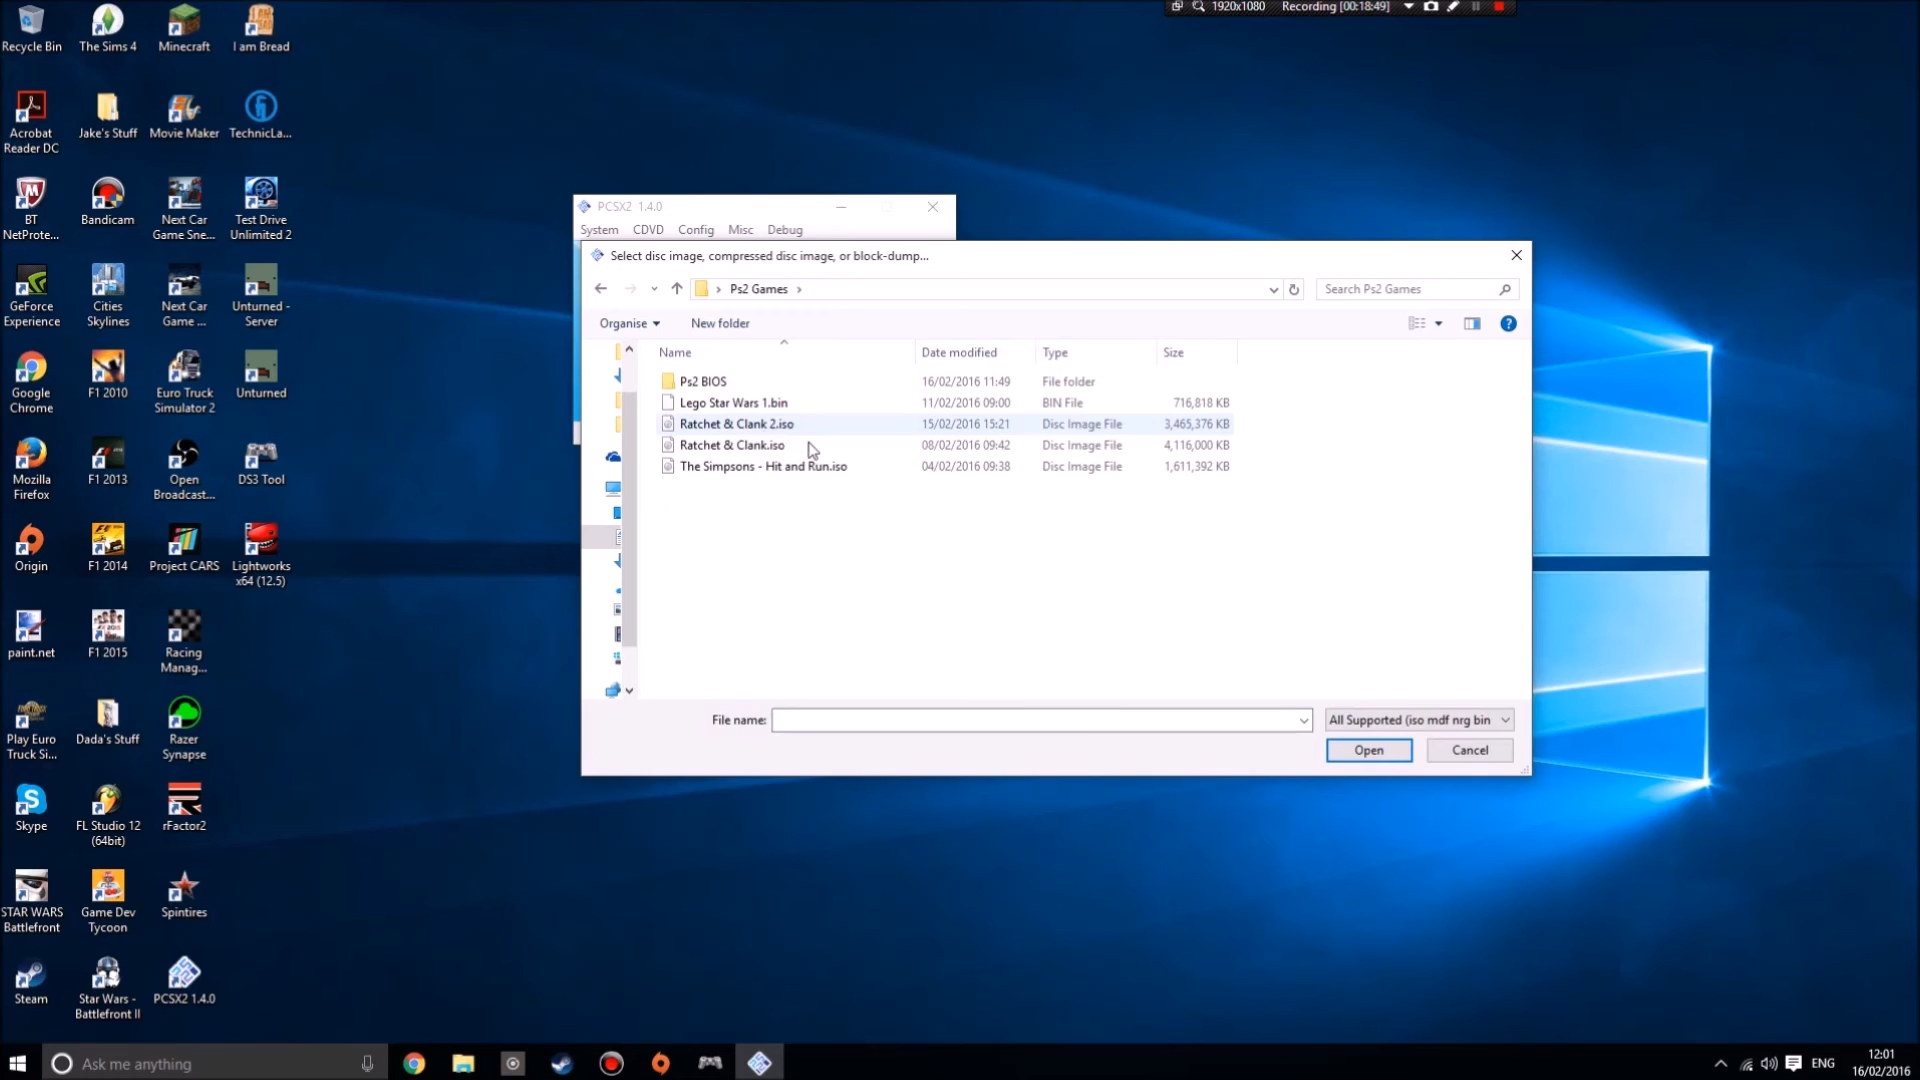 1920x1080 Recording [00:18:49]
Recycle Bin
The Sims 4
Minecraft
I am Bread
Acrobat
Reader DC
Jake's Stuff
Movie Maker
TechnicLa...
BT
NetProte...
Bandicam
Next Car
Game Sne...
Test Drive
Unlimited 2
GeForce
Experience
Cities
Skylines
Next Car
Game ...
Unturned -
Server
Google
Chrome
F1 2010
Euro Truck
Simulator 2
Unturned
Mozilla
Firefox
F1 2013
Open
Broadcast...
DS3 Tool
Origin
F1 2014
Project CARS
Lightworks
x64 (12.5)
paint.net
F1 2015
Racing
Manag...
Play Euro
Truck Si...
Dada's Stuff
Razer
Synapse
Skype
FL Studio 12
(64bit)
rFactor2
STAR WARS
Battlefront
Game Dev
Tycoon
Spintires
Steam
Star Wars -
Battlefront II
PCSX2 1.4.0
PCSX2 1.4.0
System CDVD Config Misc Debug
Select disc image, compressed disc image, or block-dump...
Ps2 Games
Search Ps2 Games
Organise New folder
Name Date modified Type Size
Ps2 BIOS 16/02/2016 11:49 File folder
Lego Star Wars 1.bin 11/02/2016 09:00 BIN File 716,818 KB
Ratchet & Clank 2.iso 15/02/2016 15:21 Disc Image File 3,465,376 KB
Ratchet & Clank.iso 08/02/2016 09:42 Disc Image File 4,116,000 KB
The Simpsons - Hit and Run.iso 04/02/2016 09:38 Disc Image File 1,611,392 KB
File name: All Supported (iso mdf nrg bin
Open Cancel
Ask me anything
ENG
12:01
16/02/2016